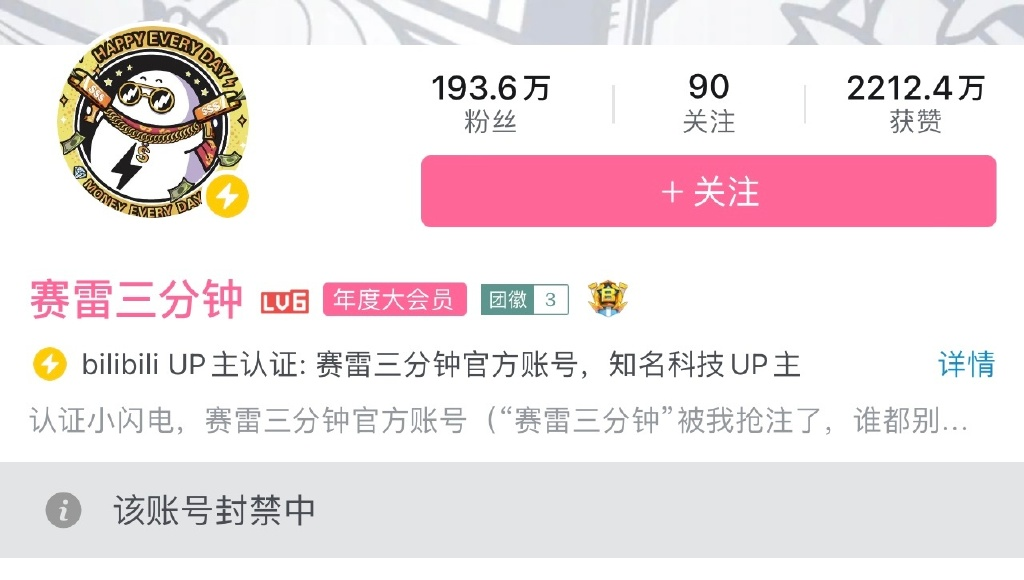 HAPPY EVERY DAY
$$$ $$$
$
MONEY EVERY DAY
193.6万 90 2212.4万
粉丝 关注 获赞
+ 关注
赛雷三分钟 LV6 年度大会员 团徽 3 B
bilibili UP主认证: 赛雷三分钟官方账号，知名科技UP主 详情
认证小闪电，赛雷三分钟官方账号（“赛雷三分钟”被我抢注了，谁都别...
i 该账号封禁中